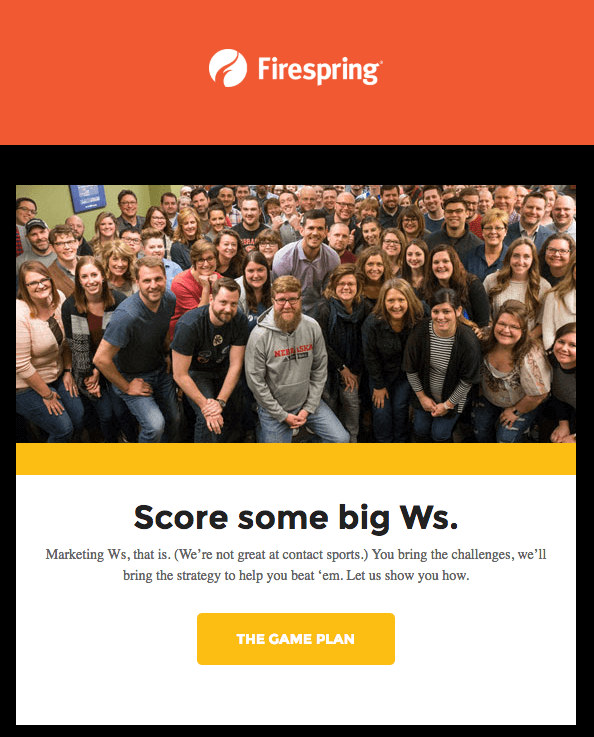 Firespring®
NEBRASKA
Score some big Ws.
Marketing Ws, that is. (We’re not great at contact sports.) You bring the challenges, we’ll
bring the strategy to help you beat ‘em. Let us show you how.
THE GAME PLAN